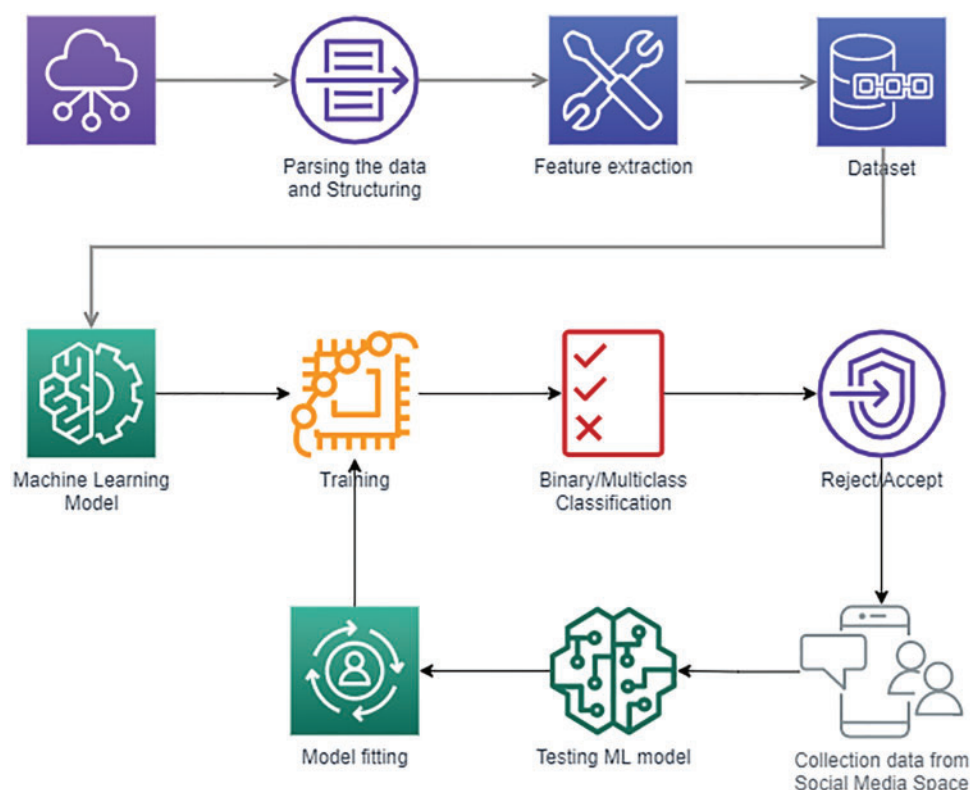 Parsing the data
and Structuring
Feature extraction
Dataset
Machine Learning
Model
Training
Binary/Multiclass
Classification
Reject/Accept
Model fitting
Testing ML model
Collection data from
Social Media Space